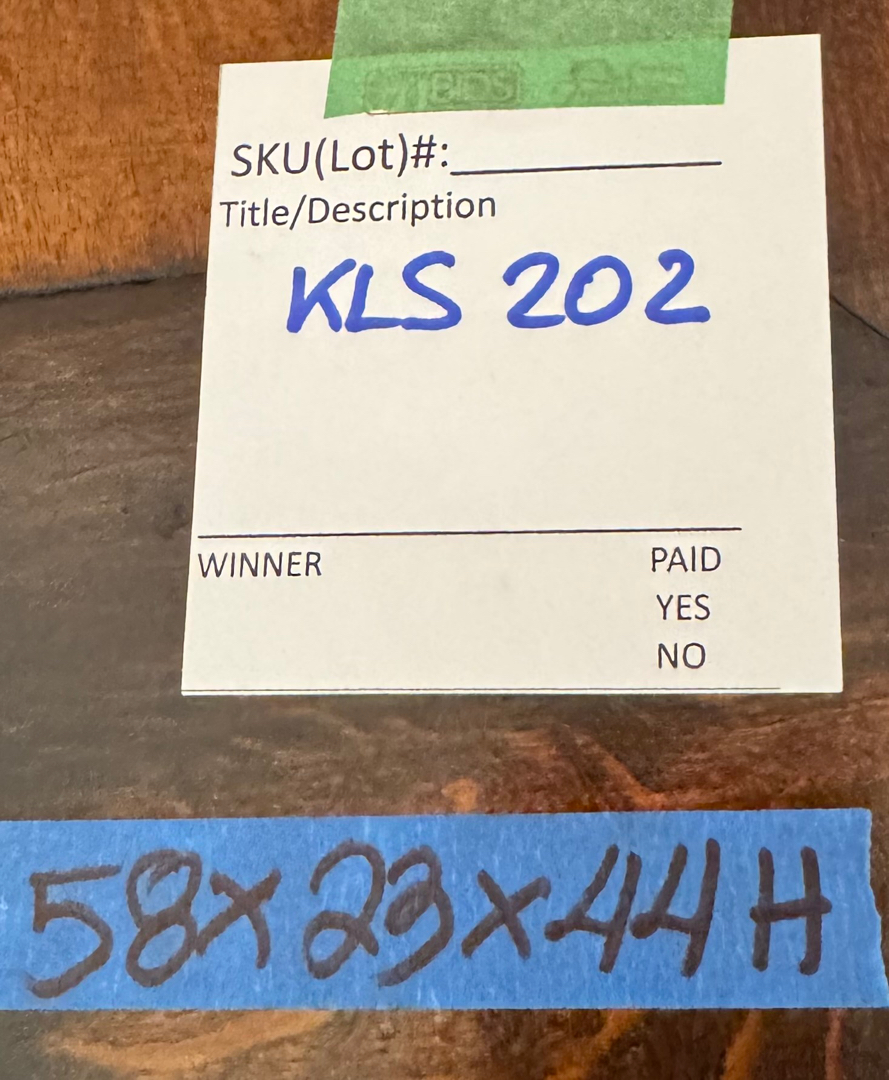 SKU(Lot)#:
Title/Description
KLS 202
WINNER PAID
YES
NO
58x23x44H